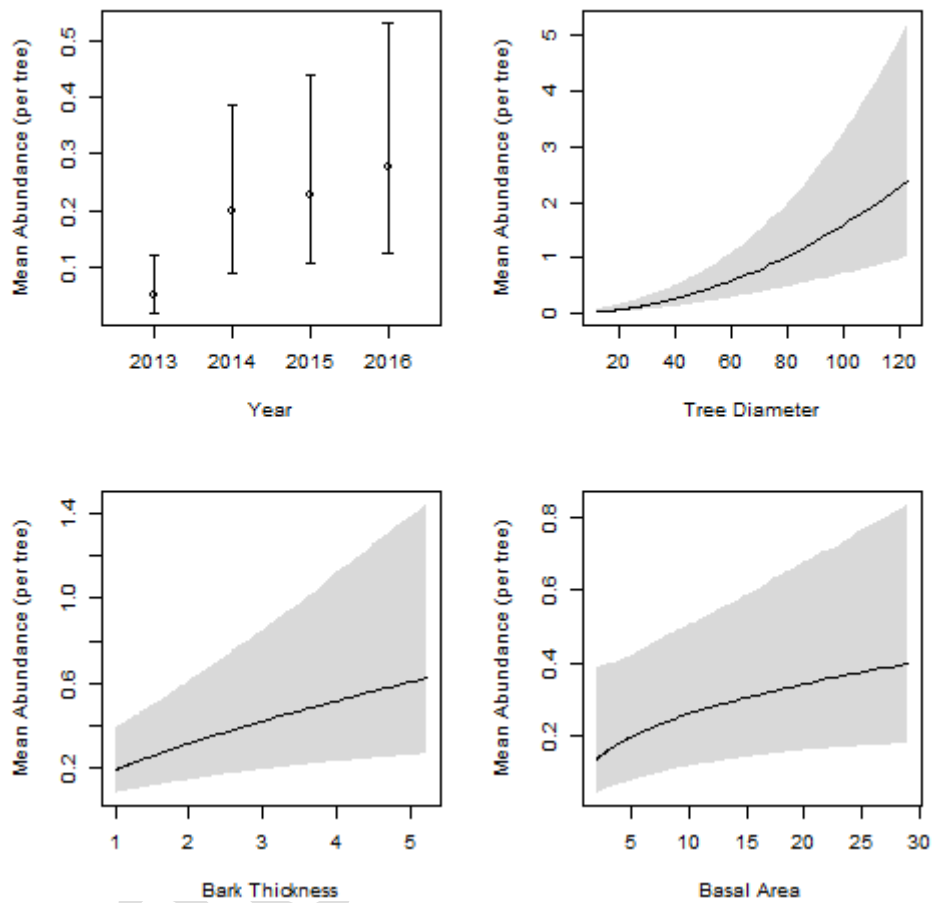 Mean Abundance (per tree)
0.5
0.4
0.3
0.2
0.1
2013 2014 2015 2016
Year
Mean Abundance (per tree)
5
4
3
2
1
0
20 40 60 80 100 120
Tree Diameter
Mean Abundance (per tree)
1.4
1.0
0.6
0.2
1 2 3 4 5
Bark Thickness
Mean Abundance (per tree)
0.8
0.6
0.4
0.2
5 10 15 20 25 30
Basal Area